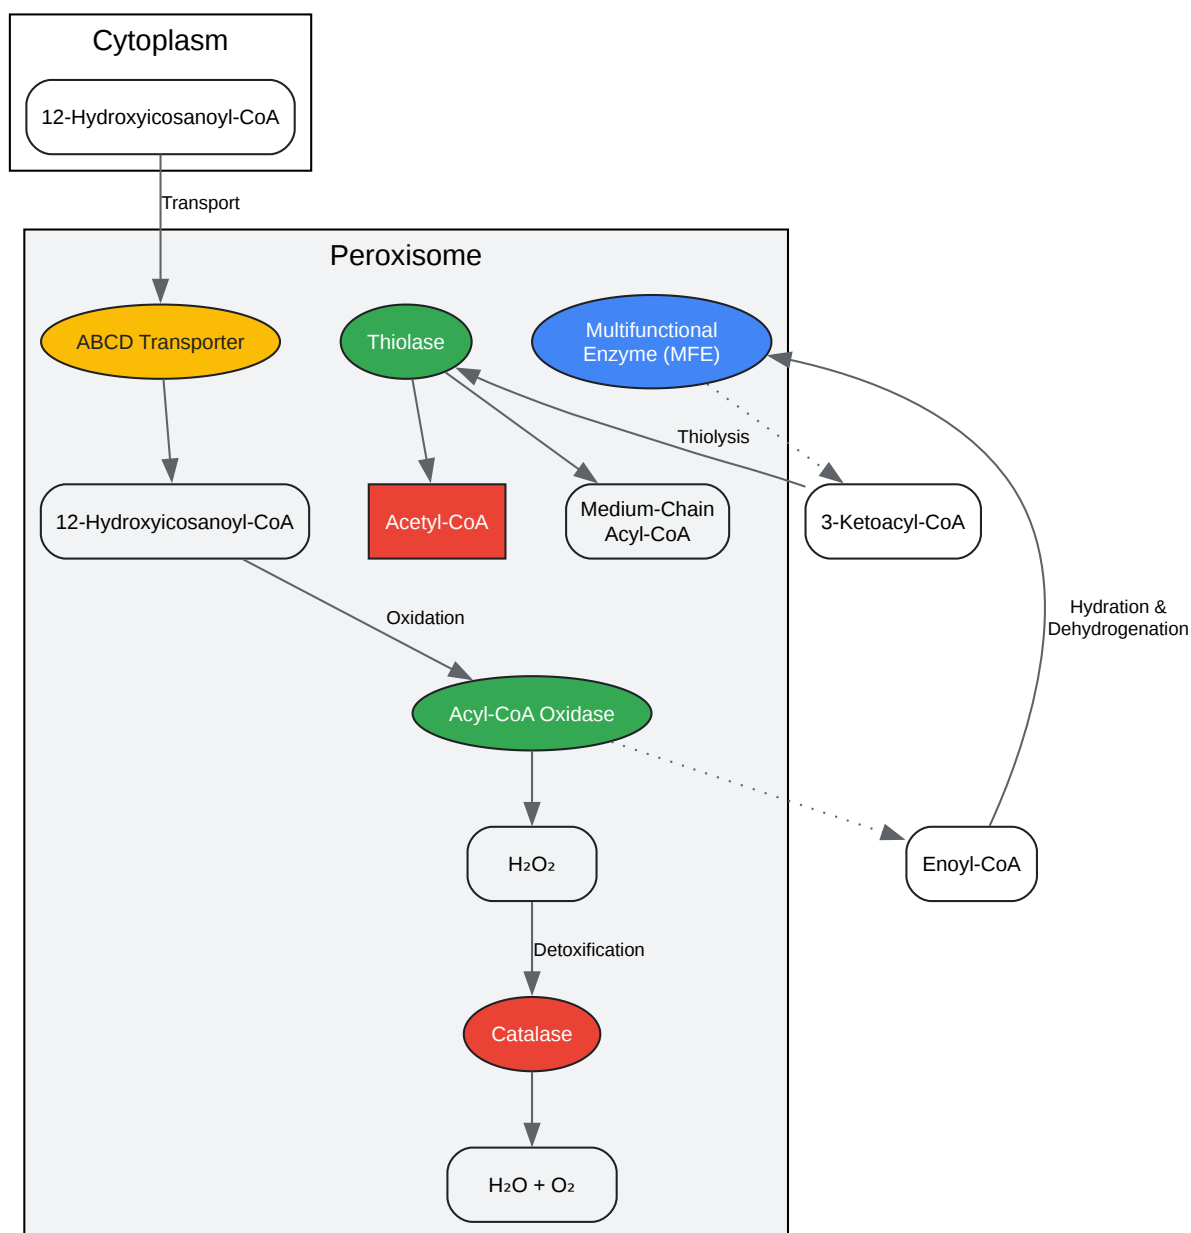 Cytoplasm
12-Hydroxyicosanoyl-CoA
Transport
Peroxisome
ABCD Transporter
Thiolase
Multifunctional
Enzyme (MFE)
Thiolysis
12-Hydroxyicosanoyl-CoA
Acetyl-CoA
Medium-Chain
Acyl-CoA
3-Ketoacyl-CoA
Oxidation
Hydration &
Dehydrogenation
Acyl-CoA Oxidase
H₂O₂
Enoyl-CoA
Detoxification
Catalase
H₂O + O₂